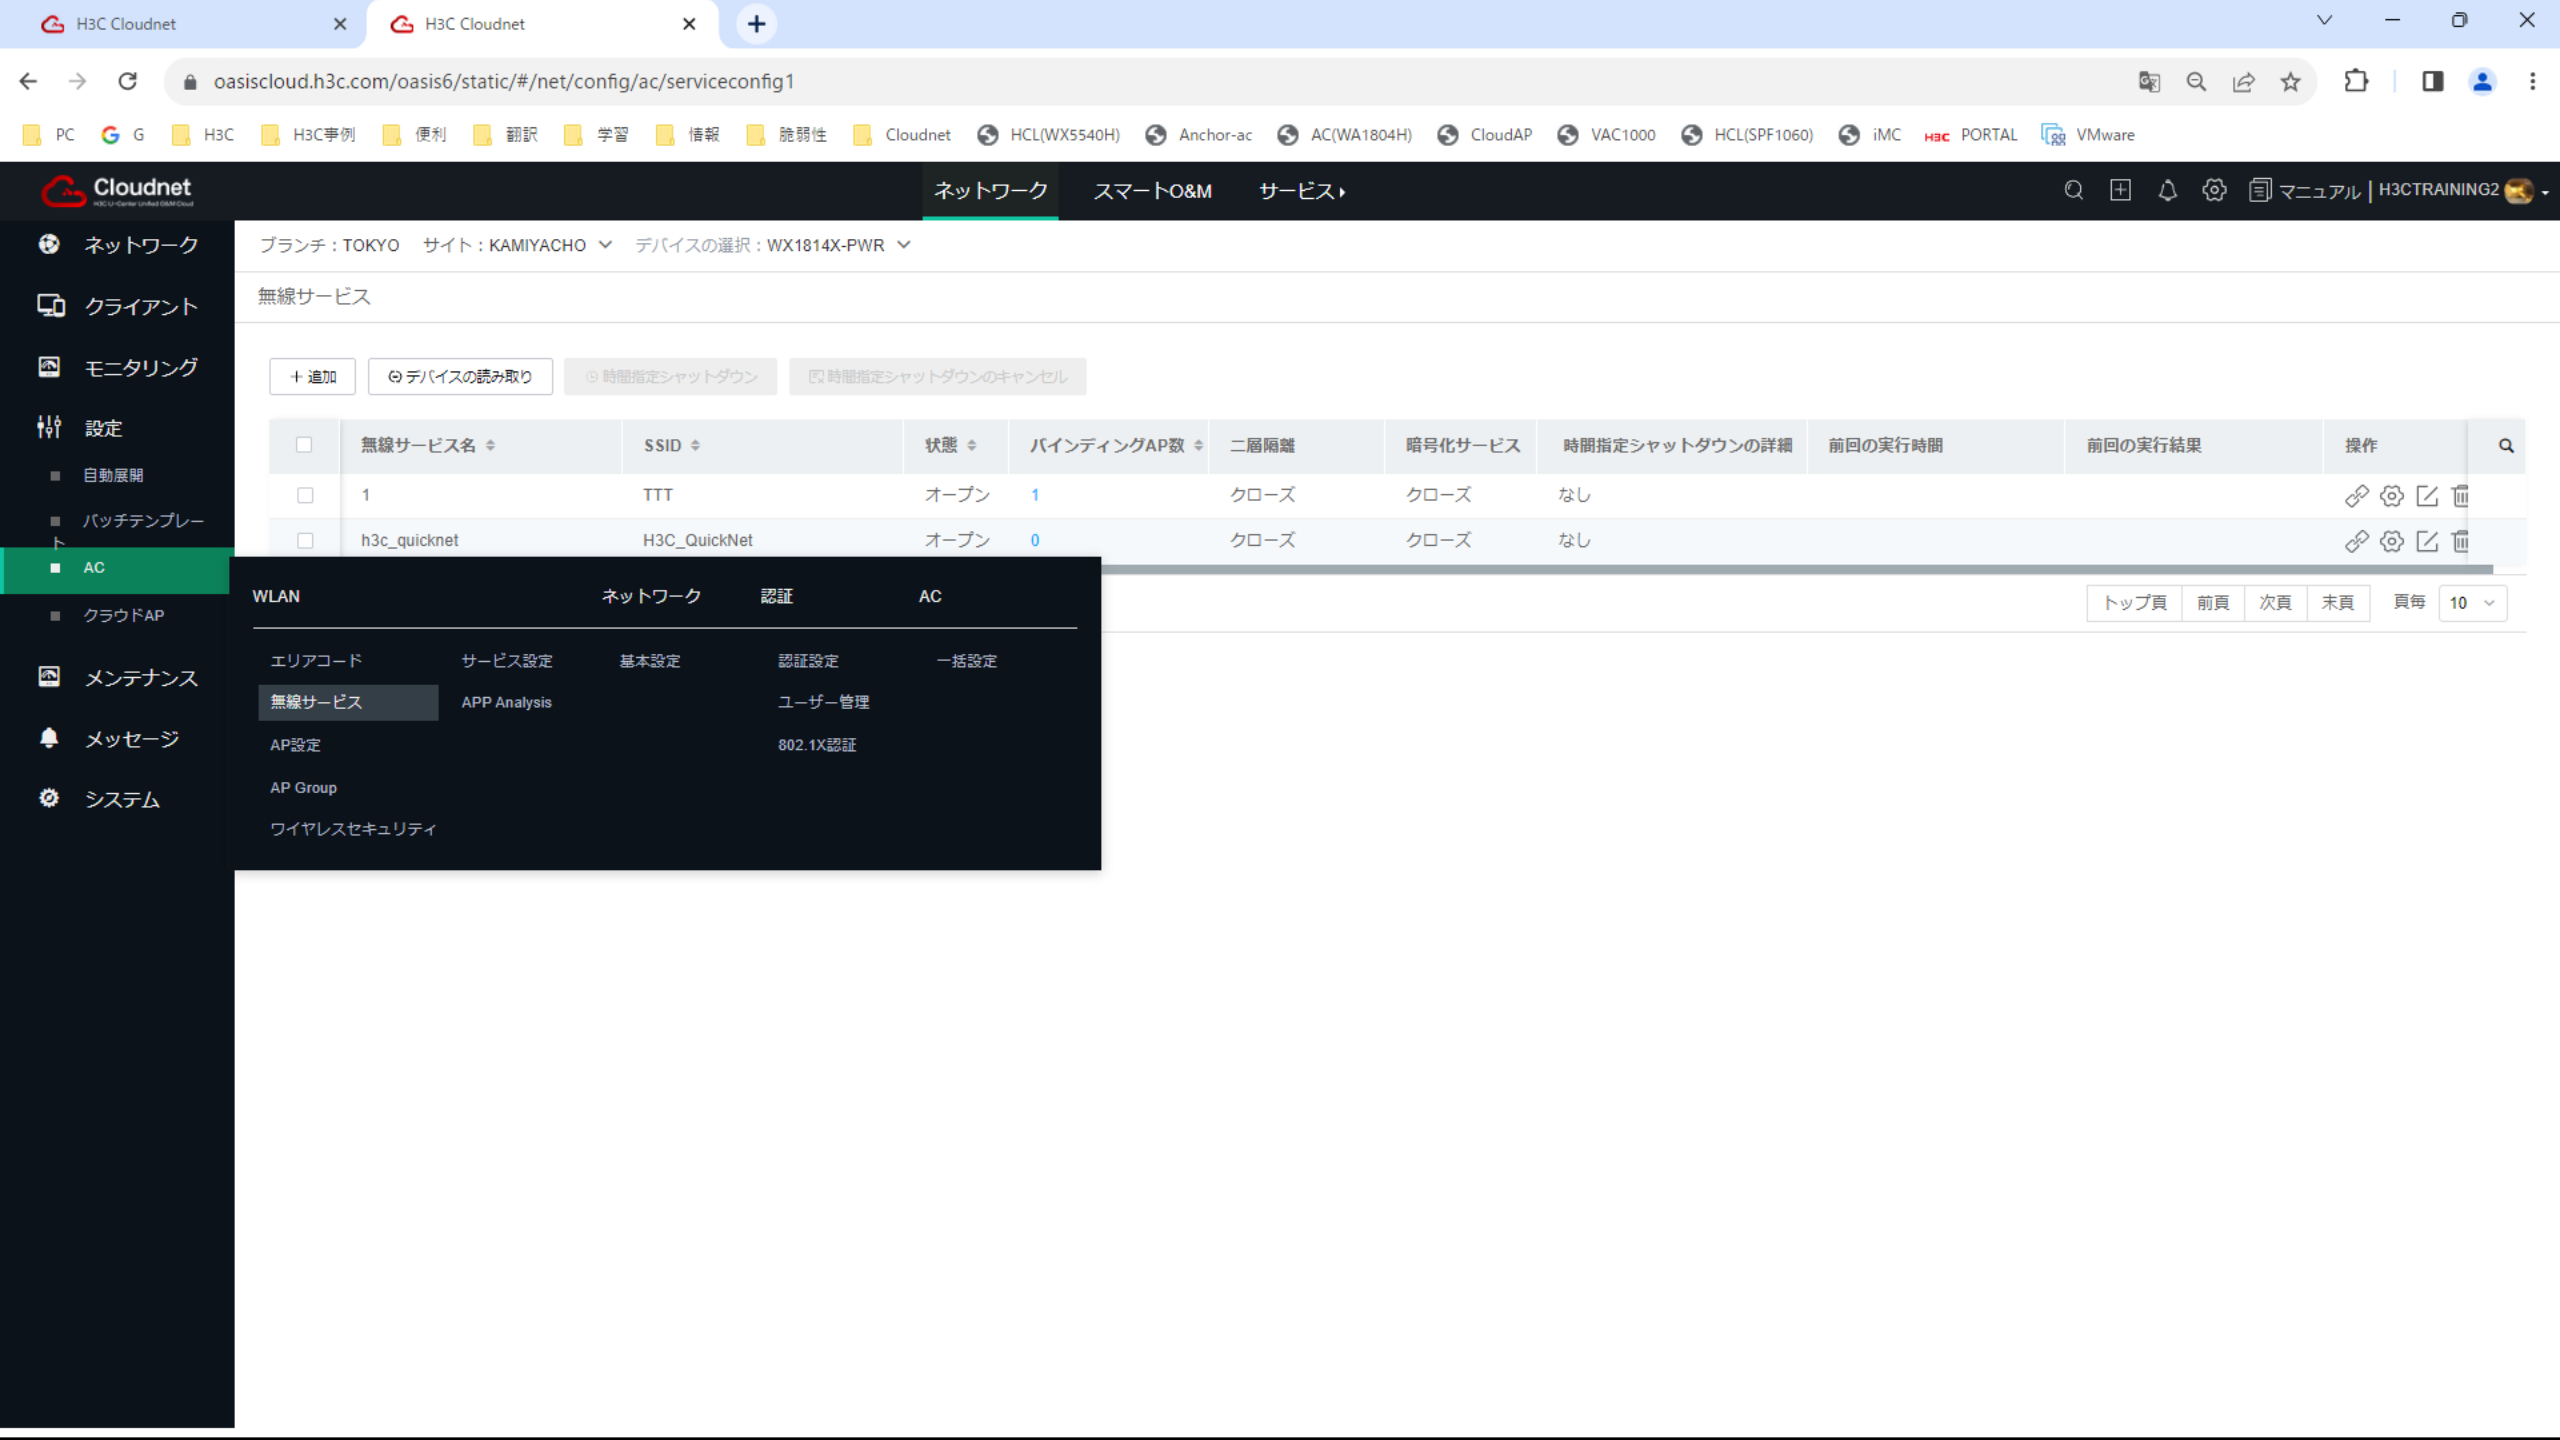 H3C Cloudnet
H3C Cloudnet
oasiscloud.h3c.com/oasis6/static/#/net/config/ac/serviceconfig1
PC G H3C H3C事例 便利 翻訳 学習 情報 脆弱性 Cloudnet HCL(WX5540H) Anchor-ac AC(WA1804H) CloudAP VAC1000 HCL(SPF1060) iMC H3C PORTAL VMware
Cloudnet
H3C U-Center Unified O&M Cloud
ネットワーク スマートO&M サービス
マニュアル | H3CTRAINING2
ネットワーク
クライアント
モニタリング
設定
自動展開
バッチテンプレー
ト
AC
クラウドAP
メンテナンス
メッセージ
システム
ブランチ : TOKYO サイト : KAMIYACHO デバイスの選択 : WX1814X-PWR
無線サービス
+ 追加 デバイスの読み取り 時間指定シャットダウン 時間指定シャットダウンのキャンセル
無線サービス名 SSID 状態 バインディングAP数 二層隔離 暗号化サービス 時間指定シャットダウンの詳細 前回の実行時間 前回の実行結果 操作
1 TTT オープン 1 クローズ クローズ なし
h3c_quicknet H3C_QuickNet オープン 0 クローズ クローズ なし
トップ頁 前頁 次頁 末頁 頁毎 10
WLAN ネットワーク 認証 AC
エリアコード サービス設定 基本設定 認証設定 一括設定
無線サービス APP Analysis ユーザー管理
AP設定 802.1X認証
AP Group
ワイヤレスセキュリティ